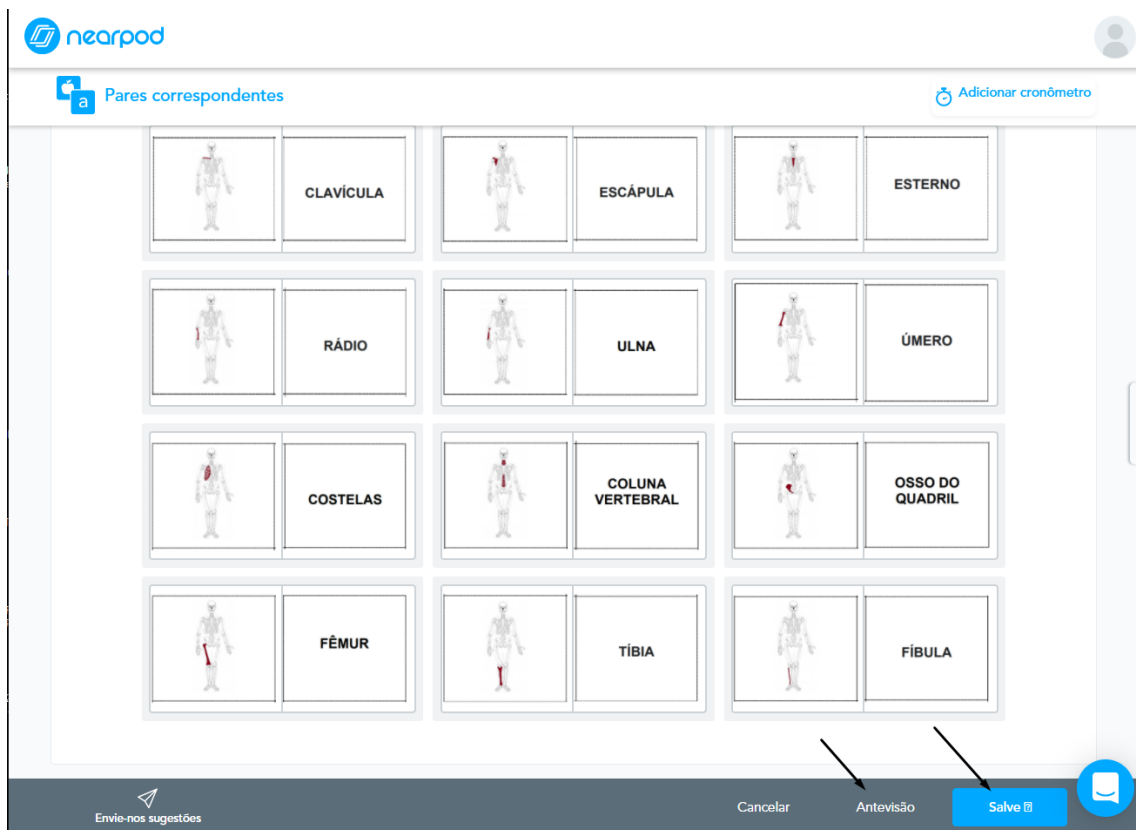 nearpod
a Pares correspondentes
Adicionar cronômetro
CLAVÍCULA
ESCÁPULA
ESTERNO
RÁDIO
ULNA
ÚMERO
COSTELAS
COLUNA
VERTEBRAL
OSSO DO
QUADRIL
FÊMUR
TÍBIA
FÍBULA
Envie-nos sugestões
Cancelar
Antevisão
Salve